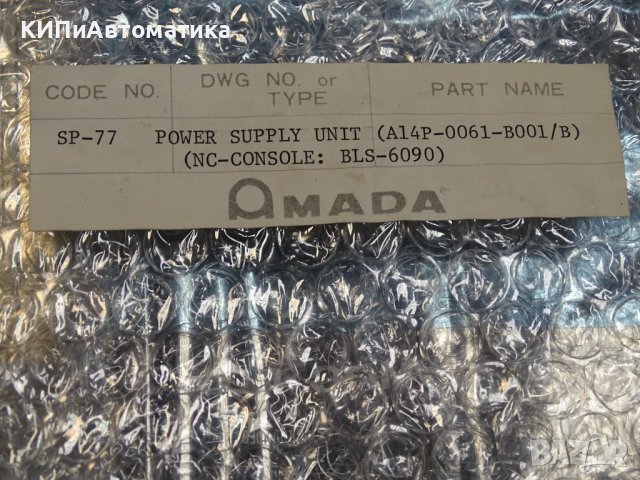 КИПиАвтоматика
CODE NO. DWG NO. or TYPE PART NAME
SP-77 POWER SUPPLY UNIT (A14P-0061-B001/B)
(NC-CONSOLE: BLS-6090)
AMADA
BAZAR